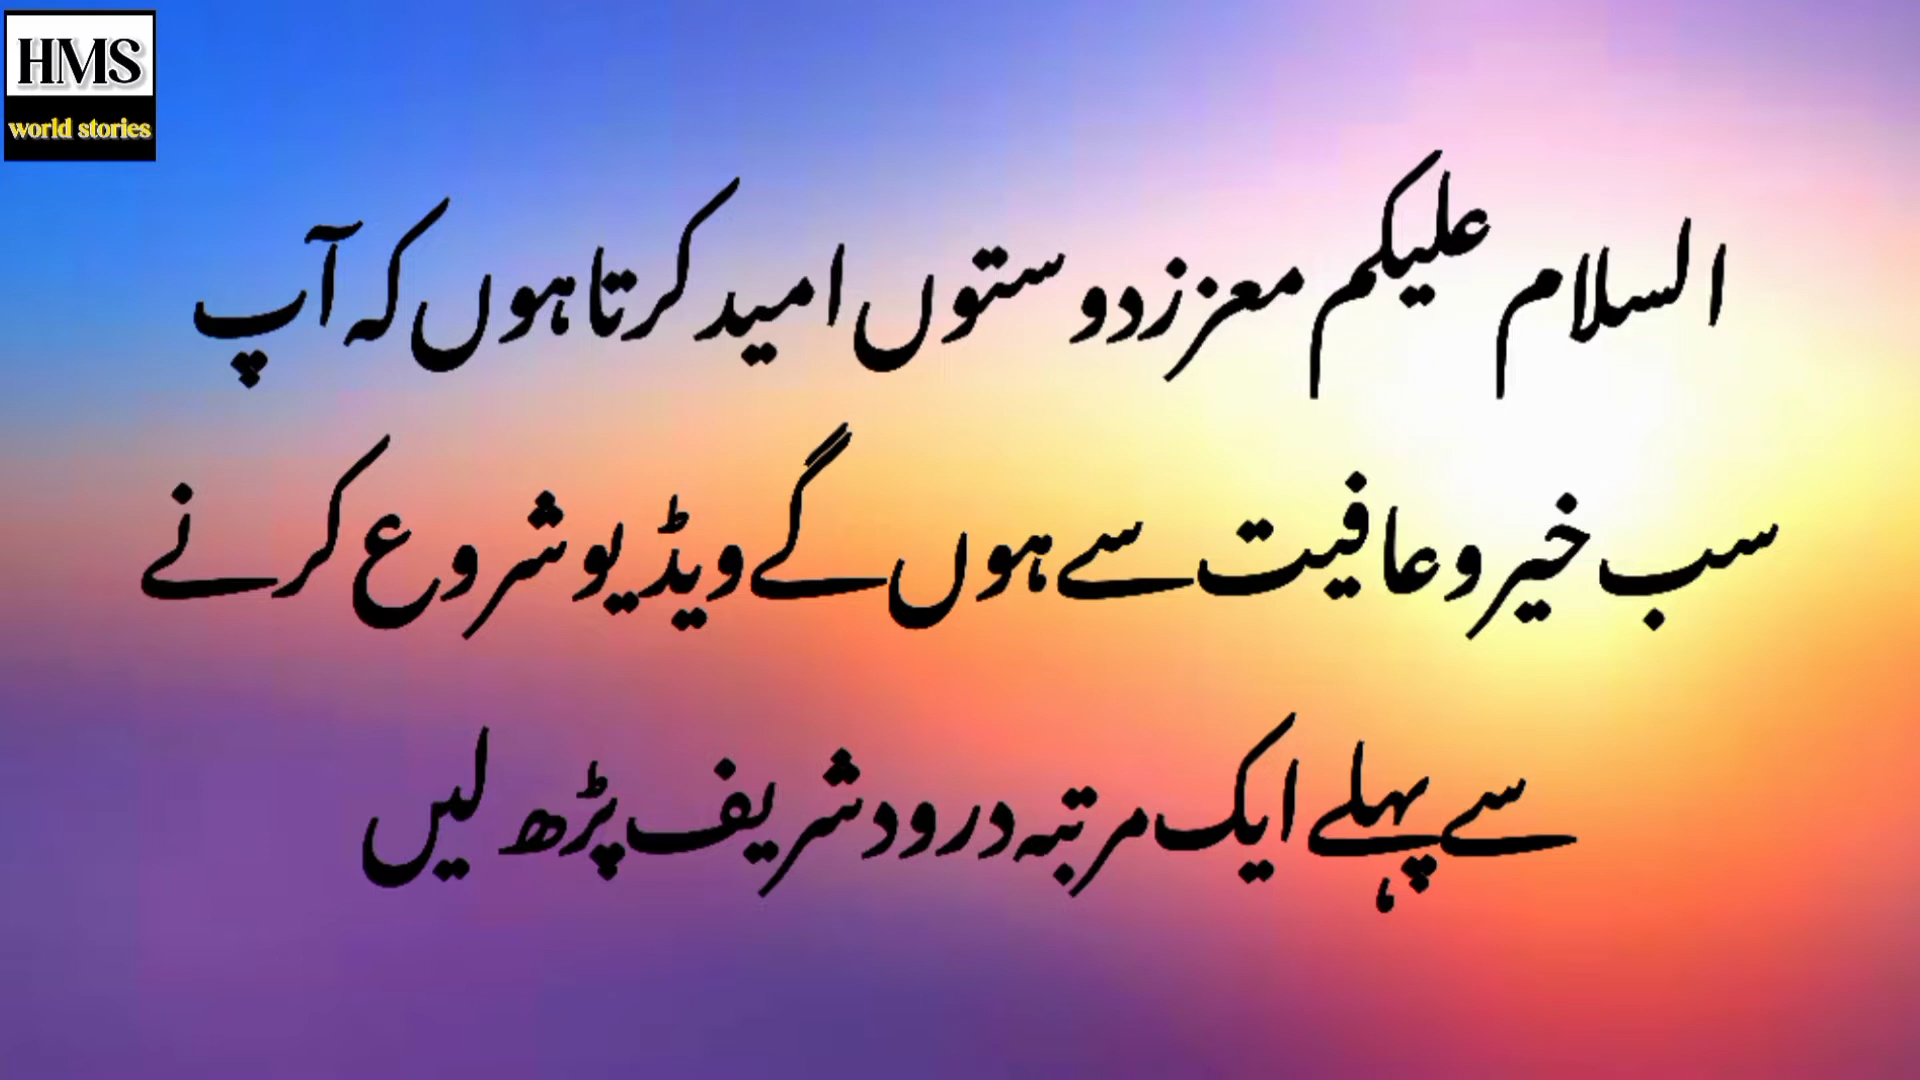 HMS
world stories
السلام علیکم معزز دوستوں امید کرتا ہوں کہ آپ
سب خیر و عافیت سے ہوں گے ویڈیو شروع کرنے
سے پہلے ایک مرتبہ درود شریف پڑھ لیں